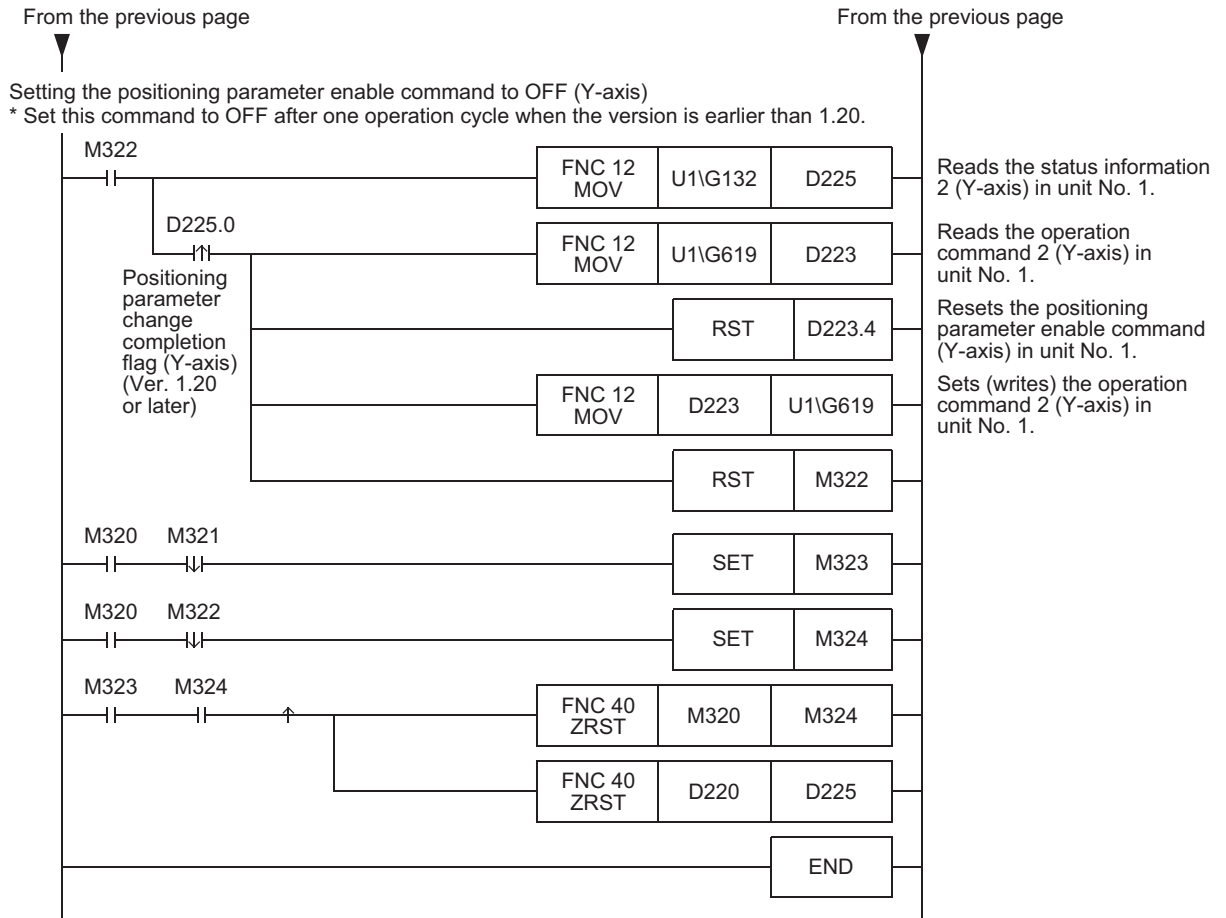 From the previous page
From the previous page
Setting the positioning parameter enable command to OFF (Y-axis)
* Set this command to OFF after one operation cycle when the version is earlier than 1.20.
M322
FNC 12
MOV
U1\G132
D225
Reads the status information
2 (Y-axis) in unit No. 1.
D225.0
Positioning
parameter
change
completion
flag (Y-axis)
(Ver. 1.20
or later)
FNC 12
MOV
U1\G619
D223
Reads the operation
command 2 (Y-axis) in
unit No. 1.
RST
D223.4
Resets the positioning
parameter enable command
(Y-axis) in unit No. 1.
FNC 12
MOV
D223
U1\G619
Sets (writes) the operation
command 2 (Y-axis) in
unit No. 1.
RST
M322
M320
M321
SET
M323
M320
M322
SET
M324
M323
M324
FNC 40
ZRST
M320
M324
FNC 40
ZRST
D220
D225
END